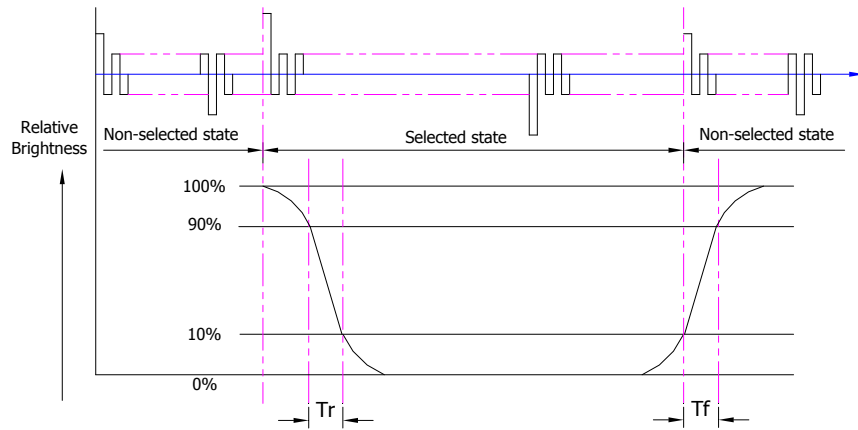 Relative
Brightness
Non-selected state
Selected state
Non-selected state
100%
90%
10%
0%
Tr
Tf